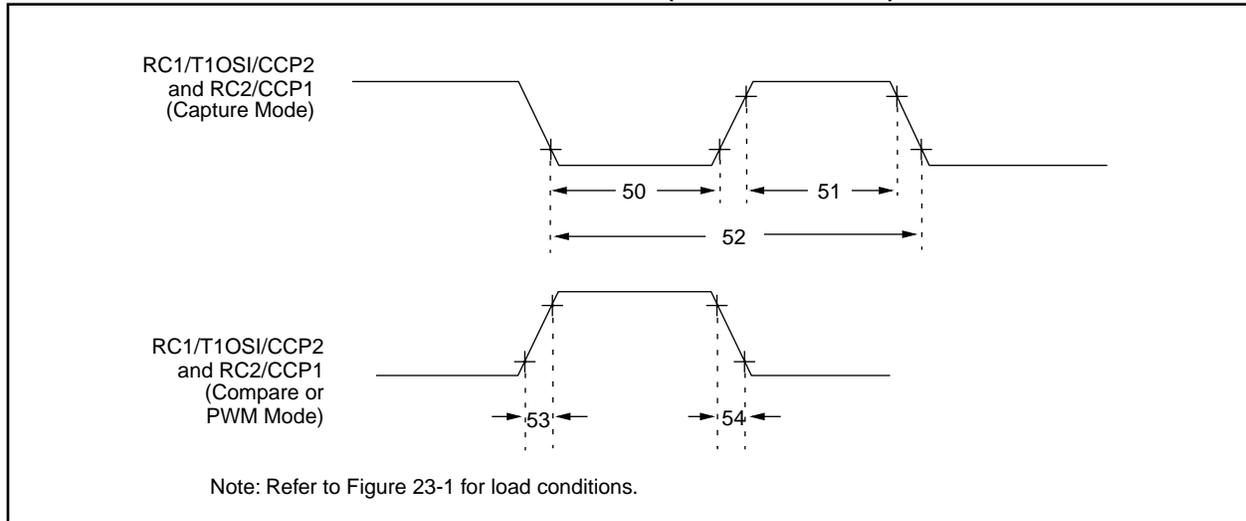 RC1/T1OSI/CCP2
and RC2/CCP1
(Capture Mode)
50
51
52
RC1/T1OSI/CCP2
and RC2/CCP1
(Compare or
PWM Mode)
53
54
Note: Refer to Figure 23-1 for load conditions.